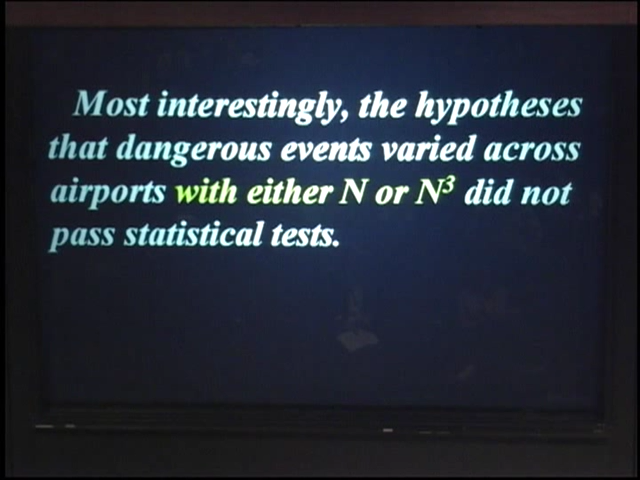 Most interestingly, the hypotheses
that dangerous events varied across
airports with either N or N³ did not
pass statistical tests.